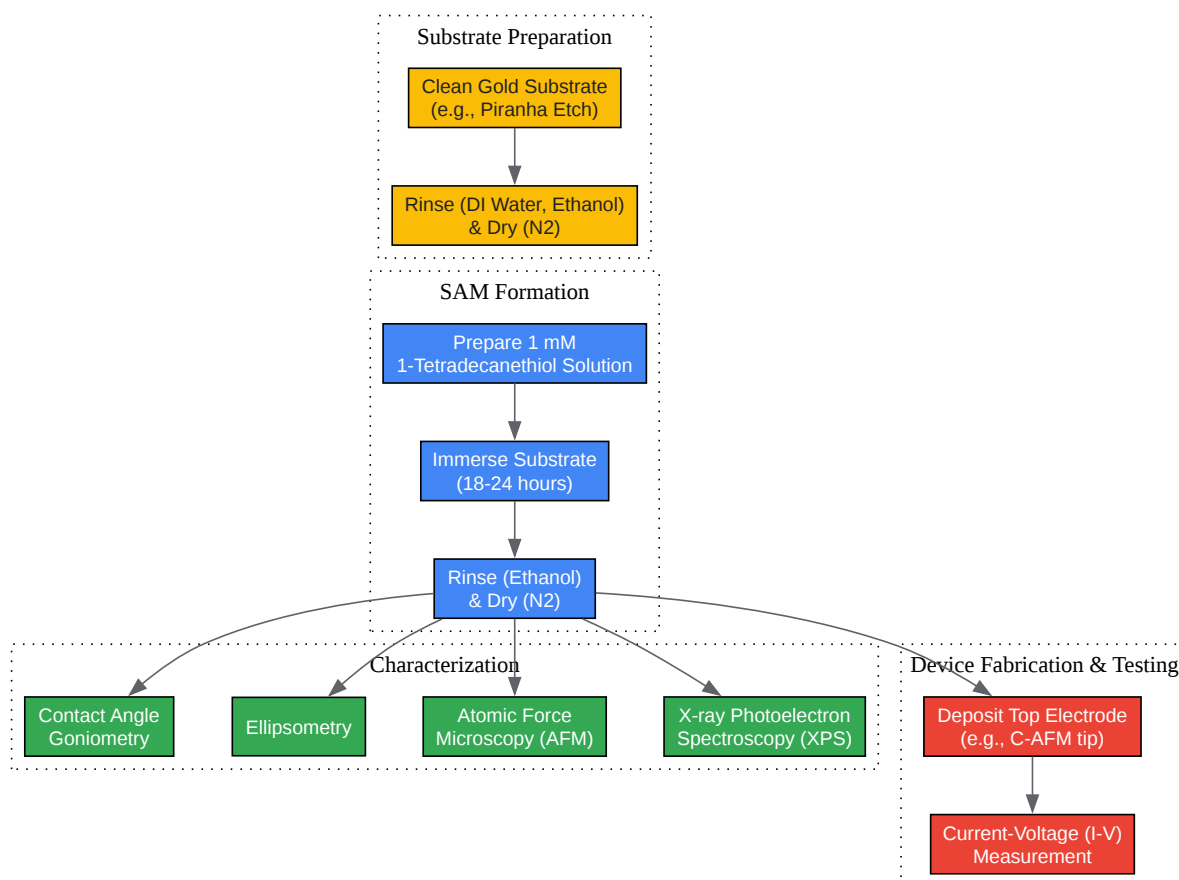 Substrate Preparation
Clean Gold Substrate
(e.g., Piranha Etch)
Rinse (DI Water, Ethanol)
& Dry (N2)
SAM Formation
Prepare 1 mM
1-Tetradecanethiol Solution
Immerse Substrate
(18-24 hours)
Rinse (Ethanol)
& Dry (N2)
Characterization
Contact Angle
Goniometry
Ellipsometry
Atomic Force
Microscopy (AFM)
X-ray Photoelectron
Spectroscopy (XPS)
Device Fabrication & Testing
Deposit Top Electrode
(e.g., C-AFM tip)
Current-Voltage (I-V)
Measurement